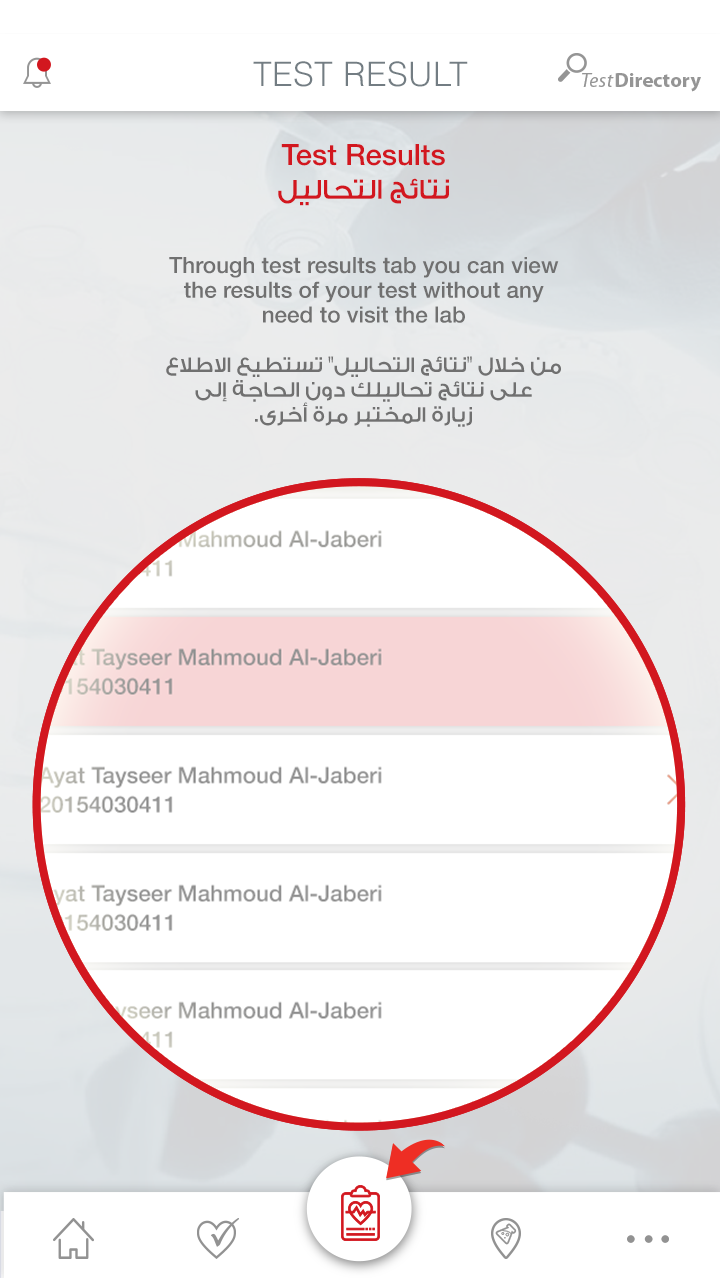 TEST RESULT
TestDirectory
Test Results
نتائج التحاليل
Through test results tab you can view
the results of your test without any
need to visit the lab
من خلال "نتائج التحاليل" تستطيع الاطلاع
على نتائج تحاليلك دون الحاجة إلى
زيارة المختبر مرة أخرى.
Mahmoud Al-Jaberi
411
Tayseer Mahmoud Al-Jaberi
154030411
Ayat Tayseer Mahmoud Al-Jaberi
20154030411
yat Tayseer Mahmoud Al-Jaberi
154030411
yseer Mahmoud Al-Jaberi
411